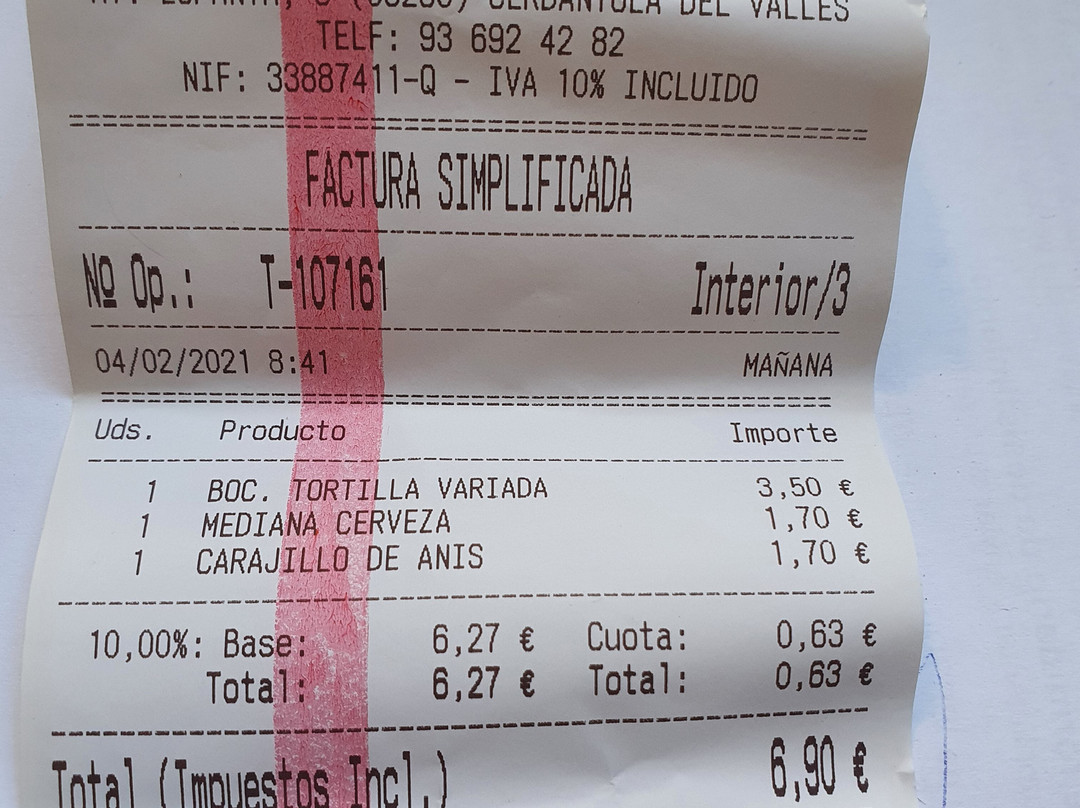 DEL VALLES
TELF: 93 692 42 82
NIF: 33887411-Q - IVA 10% INCLUIDO
FACTURA SIMPLIFICADA
Nº Op.: T-107161 Interior/3
04/02/2021 8:41 MAÑANA
Uds. Producto Importe
1 BOC. TORTILLA VARIADA 3,50 €
1 MEDIANA CERVEZA 1,70 €
1 CARAJILLO DE ANIS 1,70 €
10,00%: Base: 6,27 € Cuota: 0,63 €
Total: 6,27 € Total: 0,63 €
Total (Impuestos Incl.) 6,90 €